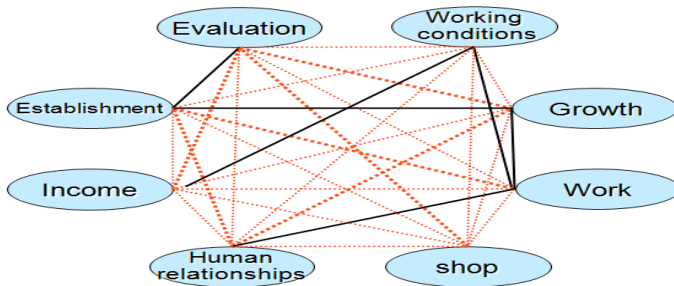 Evaluation
Working
conditions
Establishment
Growth
Income
Work
Human
relationships
shop